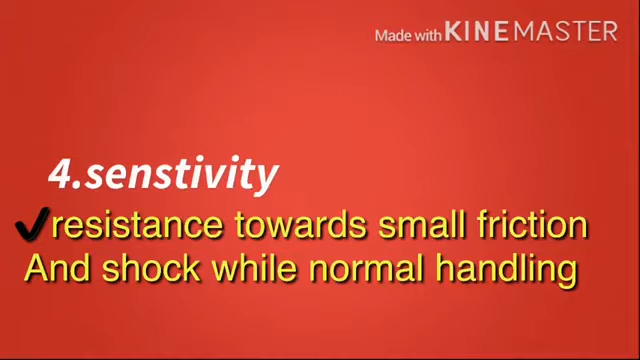 Made with KINEMASTER
4.senstivity
✔resistance towards small friction
And shock while normal handling